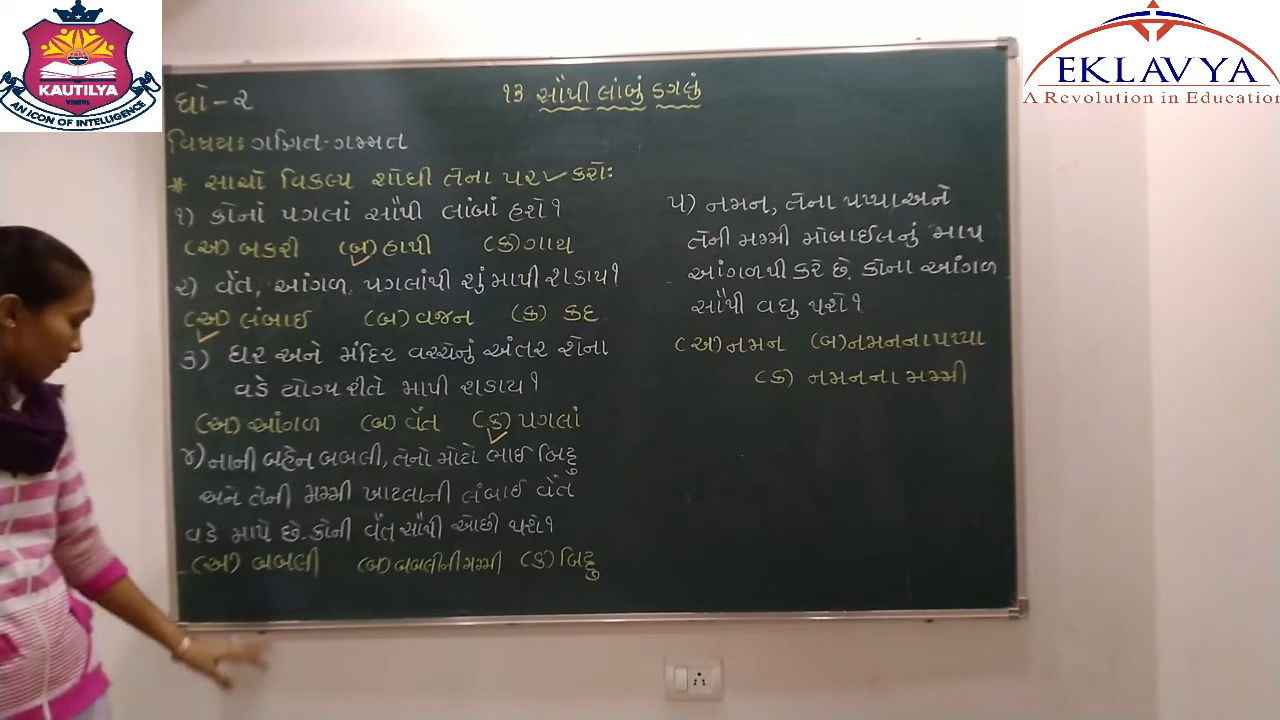 KAUTILYA
AN ICON OF INTELLIGENCE
EKLAVYA
A Revolution in Education
૧૩ સૌથી લાંબું ડગલું
ધો-૨
વિષયઃ ગણિત-ગમ્મત
* સાચો વિકલ્પ શોધી તેના પર ✓ કરોઃ
૧) કોનાં પગલાં સૌથી લાંબાં હશે?
(અ) બકરી (બ) હાથી (ક) ગાય
૨) વેંત, આંગળ, પગલાંથી શું માપી શકાય?
(અ) લંબાઈ (બ) વજન (ક) કદ
૩) ઘર અને મંદિર વચ્ચેનું અંતર શેના
વડે યોગ્ય રીતે માપી શકાય?
(અ) આંગળ (બ) વેંત (ક) પગલાં
૪) નાની બહેન બબલી, તેનો મોટો ભાઈ બિટ્ટુ
અને તેની મમ્મી ખાટલાની લંબાઈ વેંત
વડે માપે છે. કોની વેંત સૌથી ઓછી થશે?
(અ) બબલી (બ) બબલીની મમ્મી (ક) બિટ્ટુ
૫) નમન, તેના પપ્પા અને
તેની મમ્મી મોબાઈલનું માપ
આંગળથી કરે છે. કોના આંગળ
સૌથી વધુ થશે?
(અ) નમન (બ) નમનના પપ્પા
(ક) નમનના મમ્મી